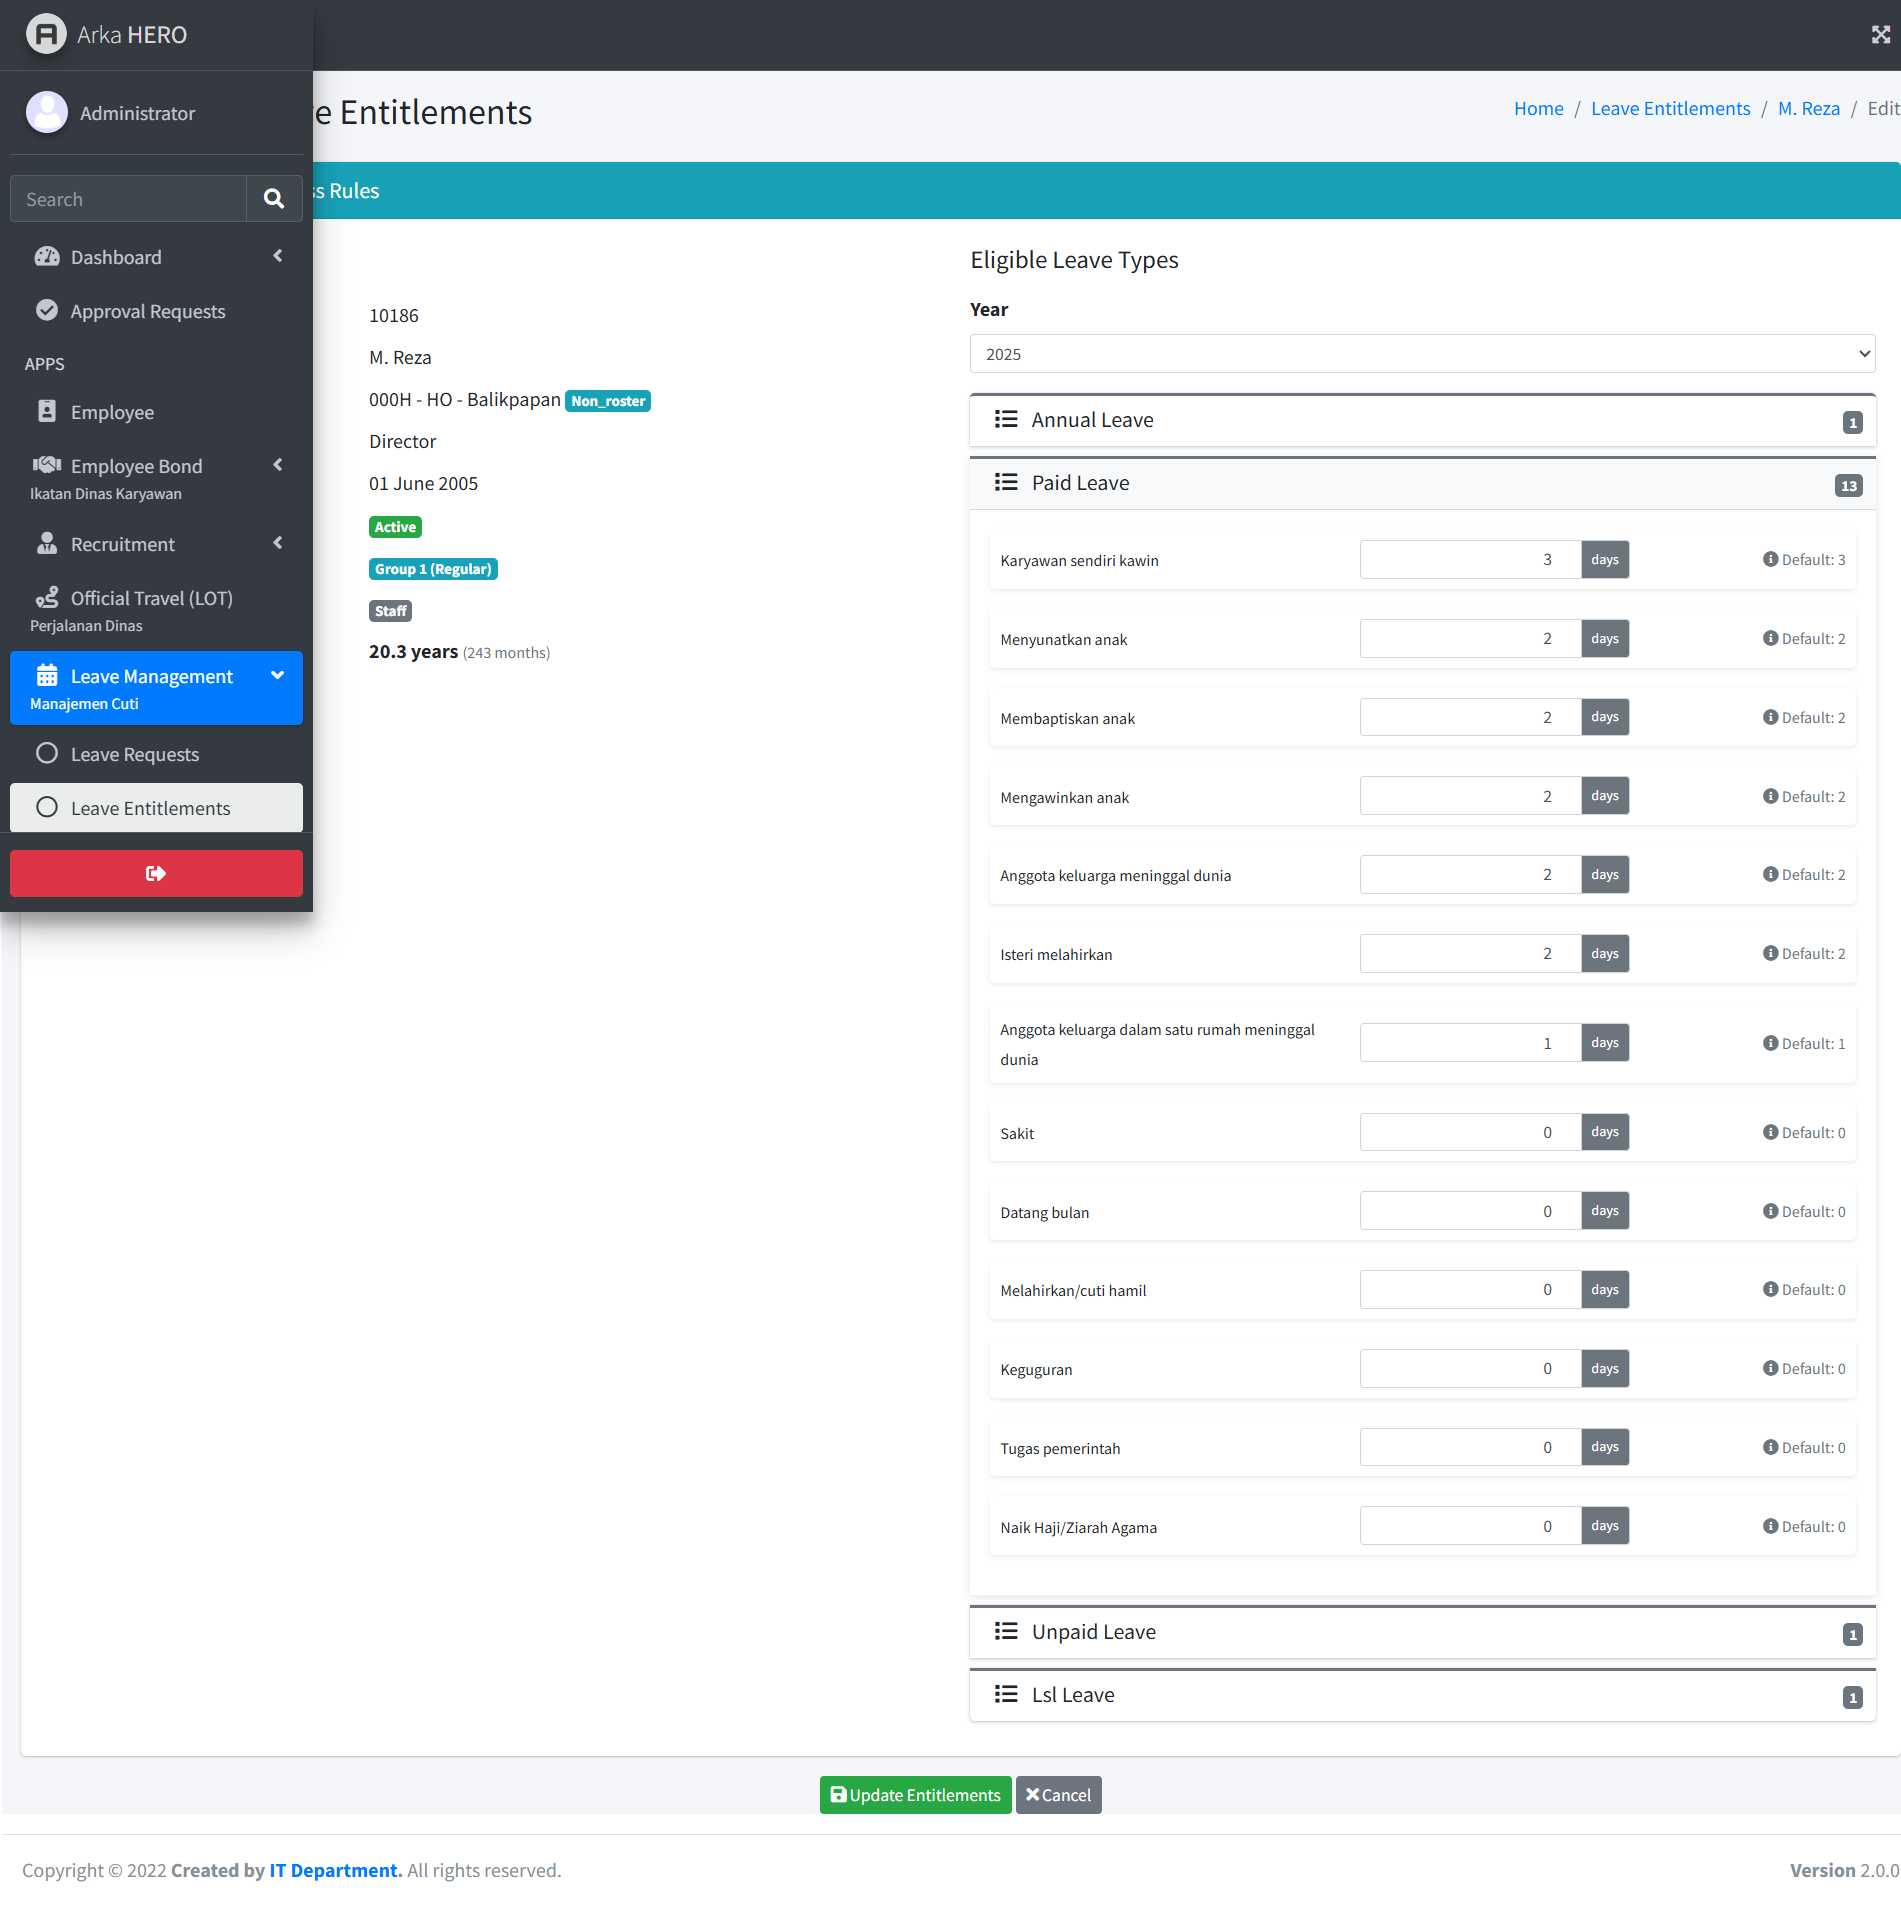 Arka HERO
Administrator
Search
Dashboard
Approval Requests
APPS
Employee
Employee Bond
Ikatan Dinas Karyawan
Recruitment
Official Travel (LOT)
Perjalanan Dinas
Leave Management
Manajemen Cuti
Leave Requests
Leave Entitlements
e Entitlements
Home / Leave Entitlements / M. Reza / Edit
ss Rules
10186
M. Reza
000H - HO - Balikpapan Non_roster
Director
01 June 2005
Active
Group 1 (Regular)
Staff
20.3 years (243 months)
Eligible Leave Types
Year
2025
Annual Leave 1
Paid Leave 13
Karyawan sendiri kawin 3 days Default: 3
Menyunatkan anak 2 days Default: 2
Membaptiskan anak 2 days Default: 2
Mengawinkan anak 2 days Default: 2
Anggota keluarga meninggal dunia 2 days Default: 2
Isteri melahirkan 2 days Default: 2
Anggota keluarga dalam satu rumah meninggal
dunia 1 days Default: 1
Sakit 0 days Default: 0
Datang bulan 0 days Default: 0
Melahirkan/cuti hamil 0 days Default: 0
Keguguran 0 days Default: 0
Tugas pemerintah 0 days Default: 0
Naik Haji/Ziarah Agama 0 days Default: 0
Unpaid Leave 1
Lsl Leave 1
Update Entitlements Cancel
Copyright © 2022 Created by IT Department. All rights reserved.
Version 2.0.0